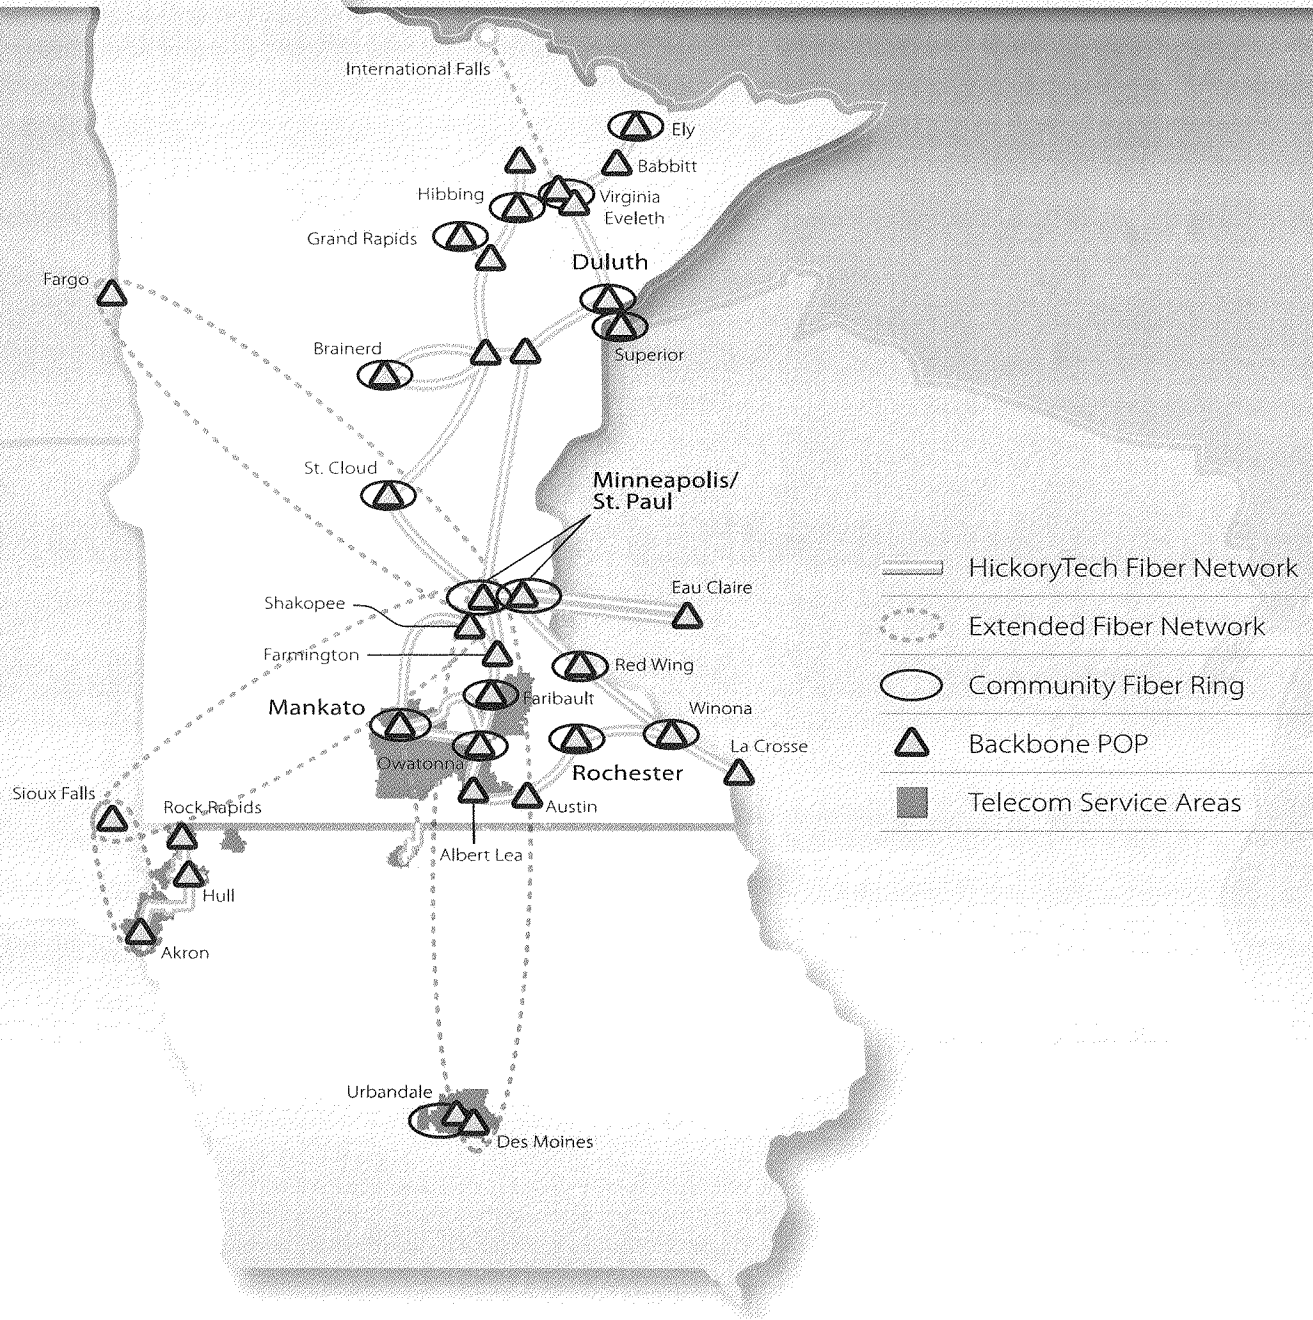 International Falls
Ely
Babbitt
Hibbing
Virginia
Eveleth
Grand Rapids
Duluth
Fargo
Superior
Brainerd
St. Cloud
Minneapolis/
St. Paul
HickoryTech Fiber Network
Eau Claire
Shakopee
Extended Fiber Network
Farmington
Red Wing
Community Fiber Ring
Faribault
Mankato
Winona
Backbone POP
La Crosse
Owatonna
Rochester
Sioux Falls
Rock Rapids
Austin
Telecom Service Areas
Albert Lea
Hull
Akron
Urbandale
Des Moines